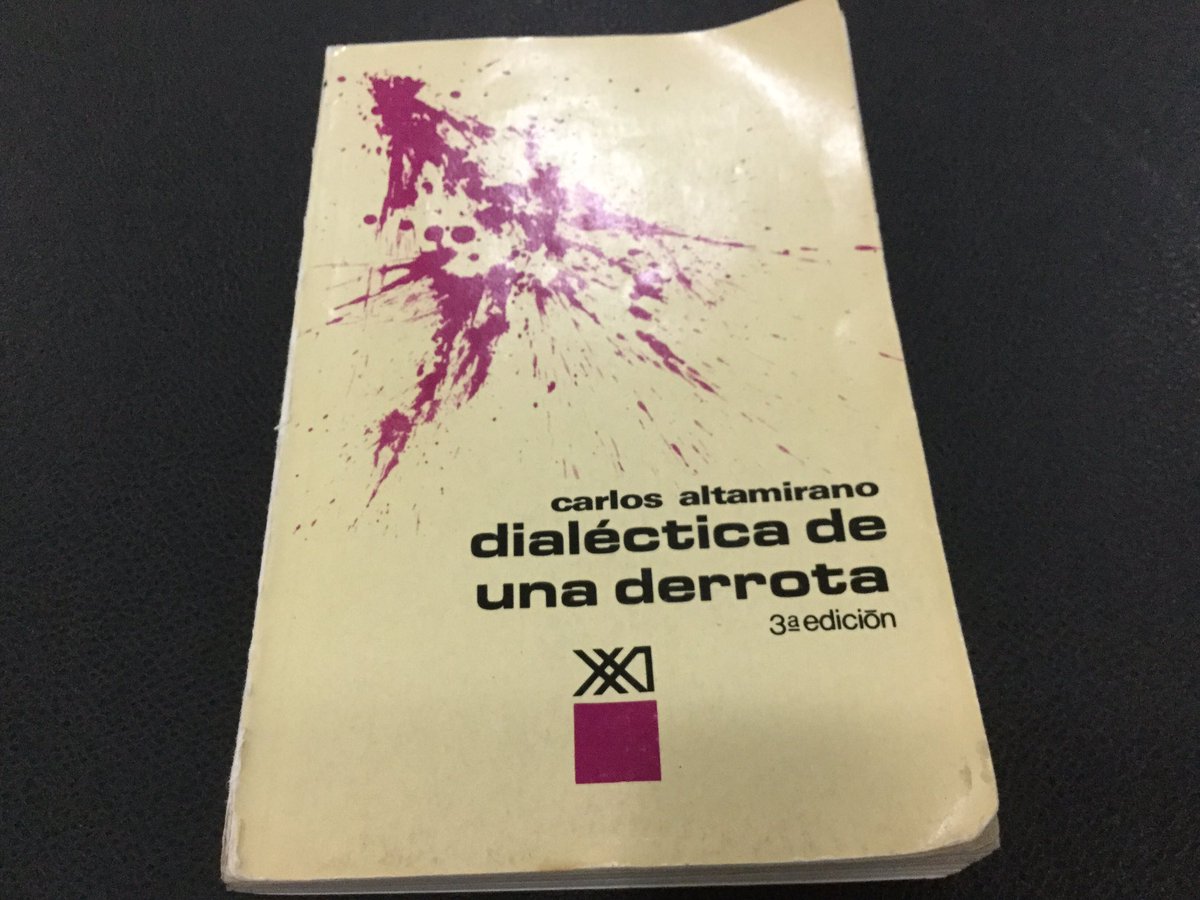 carlos altamirano
dialéctica de
una derrota
3ª edición
XXI